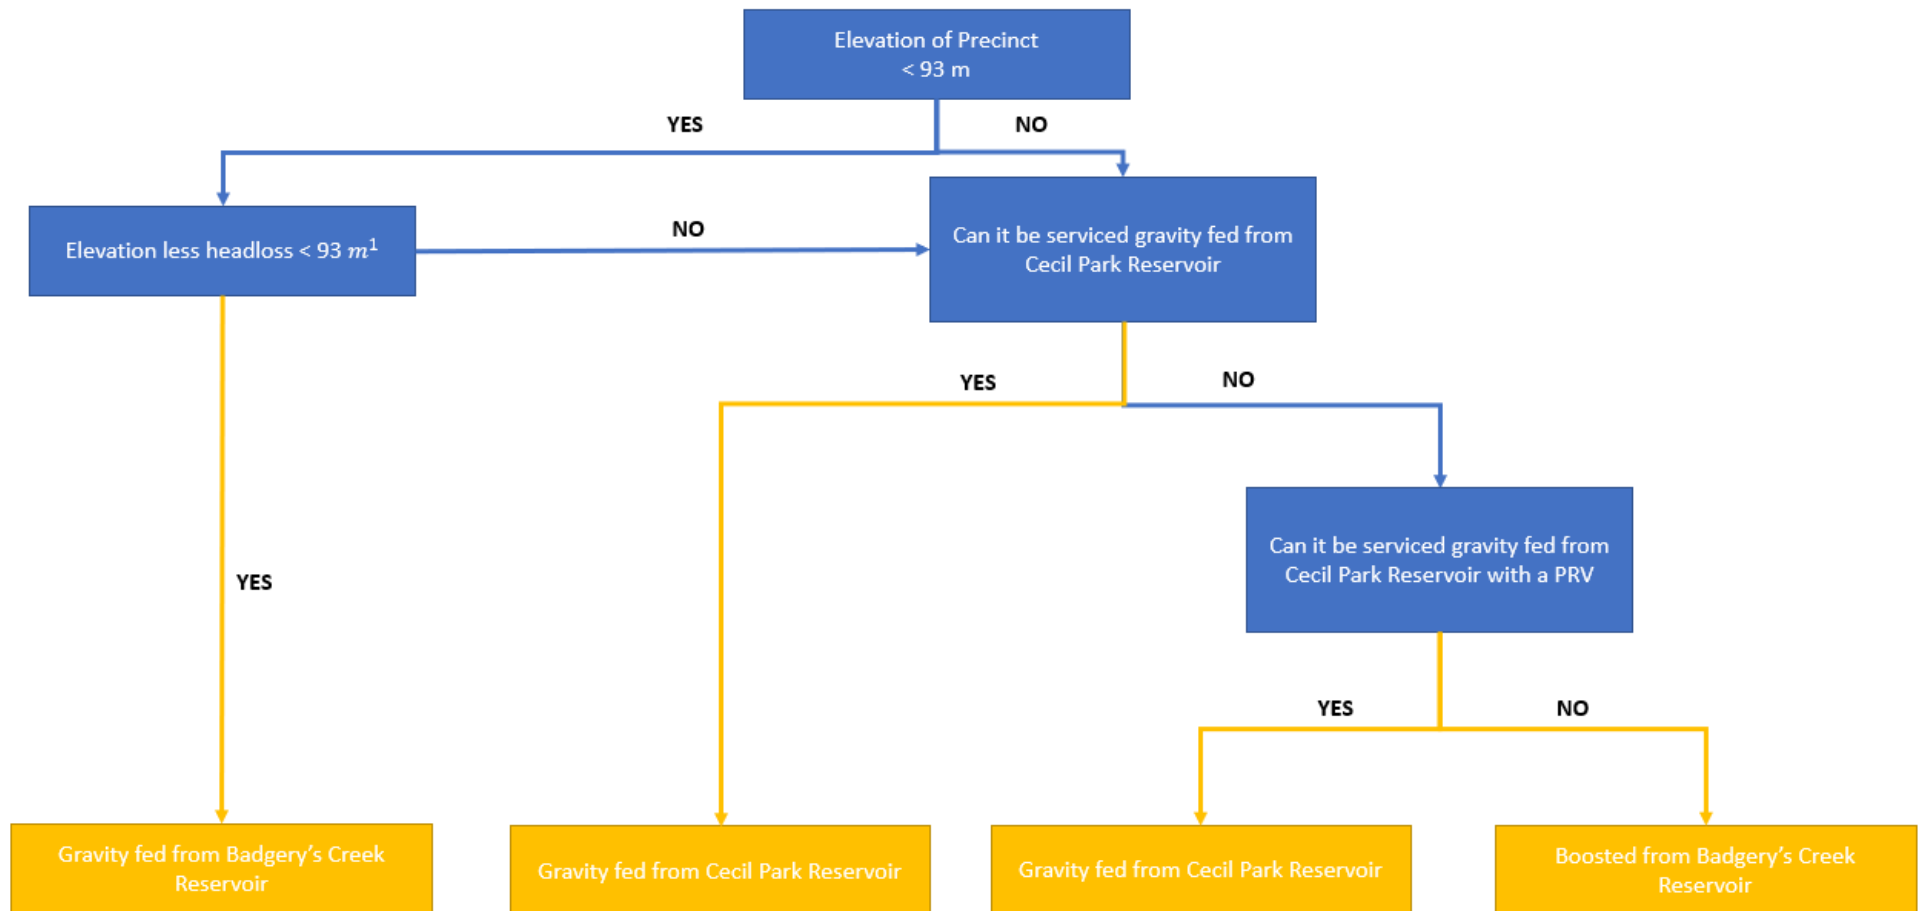 Elevation of Precinct
< 93 m
YES
NO
Elevation less headloss < 93 m¹
NO
Can it be serviced gravity fed from
Cecil Park Reservoir
YES
NO
Can it be serviced gravity fed from
Cecil Park Reservoir with a PRV
YES
YES
NO
Gravity fed from Badgery’s Creek
Reservoir
Gravity fed from Cecil Park Reservoir
Gravity fed from Cecil Park Reservoir
Boosted from Badgery’s Creek
Reservoir